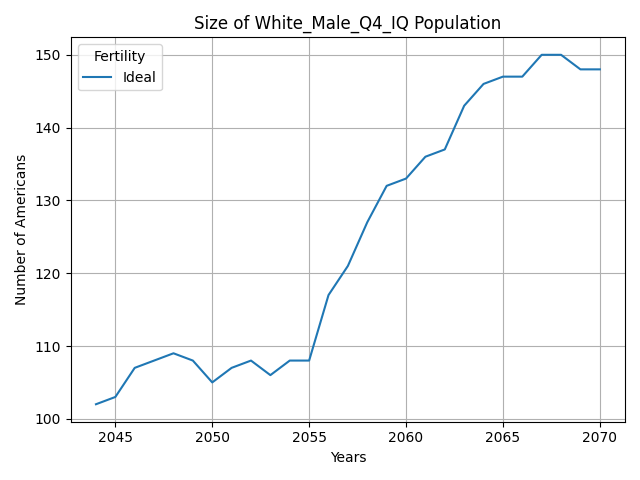 Size of White_Male_Q4_IQ Population
Fertility
Ideal
Number of Americans
150
140
130
120
110
100
2045 2050 2055 2060 2065 2070
Years